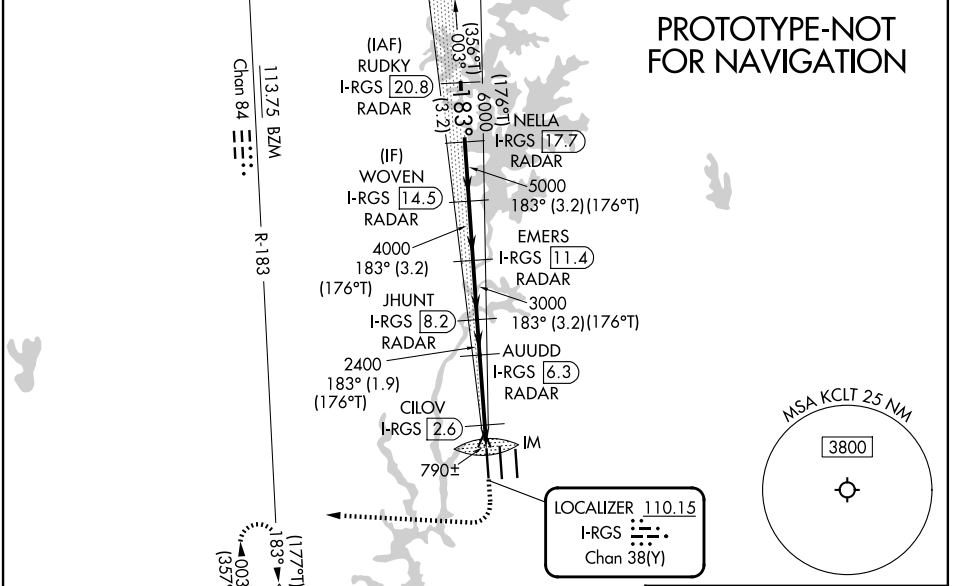 PROTOTYPE-NOT
FOR NAVIGATION
113.75 BZM
Chan 84
R-183
(IAF)
RUDKY
I-RGS 20.8
RADAR
(356°T)
003°
183°
(3.2)
6000
(176°T)
NELLA
I-RGS 17.7
RADAR
5000
183° (3.2)(176°T)
(IF)
WOVEN
I-RGS 14.5
RADAR
4000
183° (3.2)
(176°T)
EMERS
I-RGS 11.4
RADAR
3000
183° (3.2)(176°T)
JHUNT
I-RGS 8.2
RADAR
2400
183° (1.9)
(176°T)
AUUDD
I-RGS 6.3
RADAR
CILOV
I-RGS 2.6
IM
790±
LOCALIZER 110.15
I-RGS
Chan 38(Y)
MSA KCLT 25 NM
3800
(177°T)
183°
003
(357°